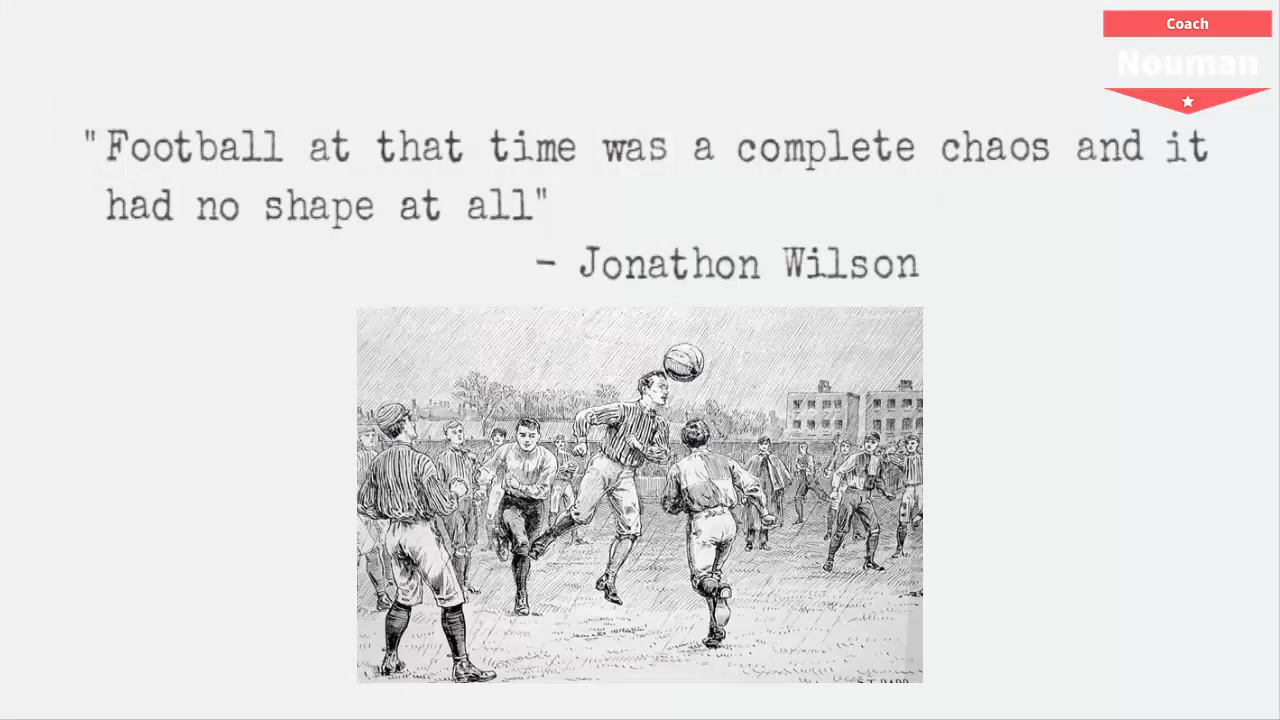 Coach
Nouman
"Football at that time was a complete chaos and it
had no shape at all"
- Jonathon Wilson